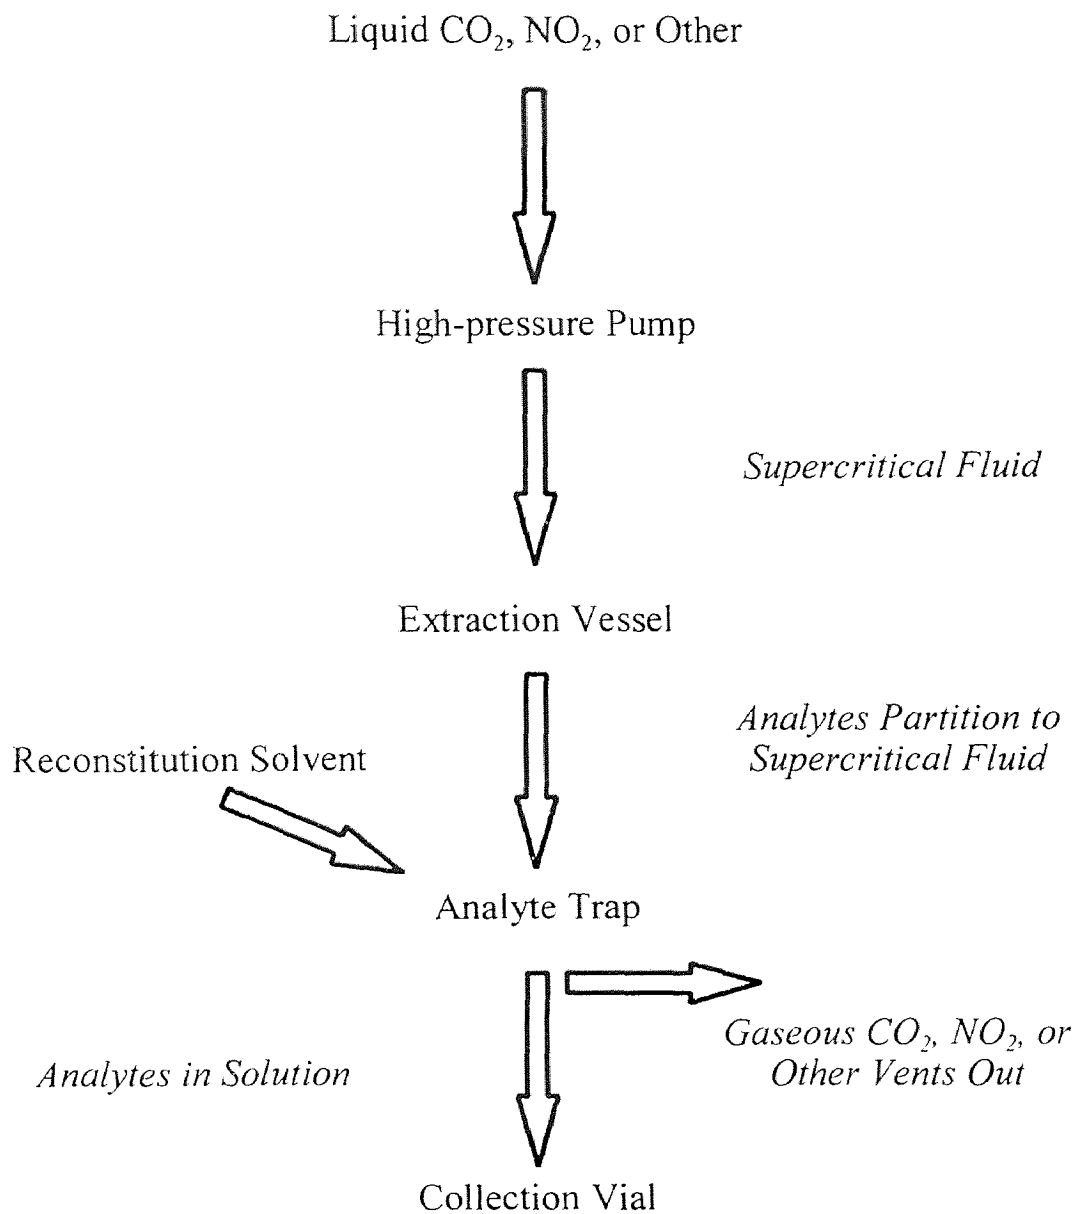 Liquid CO₂, NO₂, or Other
High-pressure Pump
Supercritical Fluid
Extraction Vessel
Analytes Partition to
Supercritical Fluid
Reconstitution Solvent
Analyte Trap
Gaseous CO₂, NO₂, or
Other Vents Out
Analytes in Solution
Collection Vial